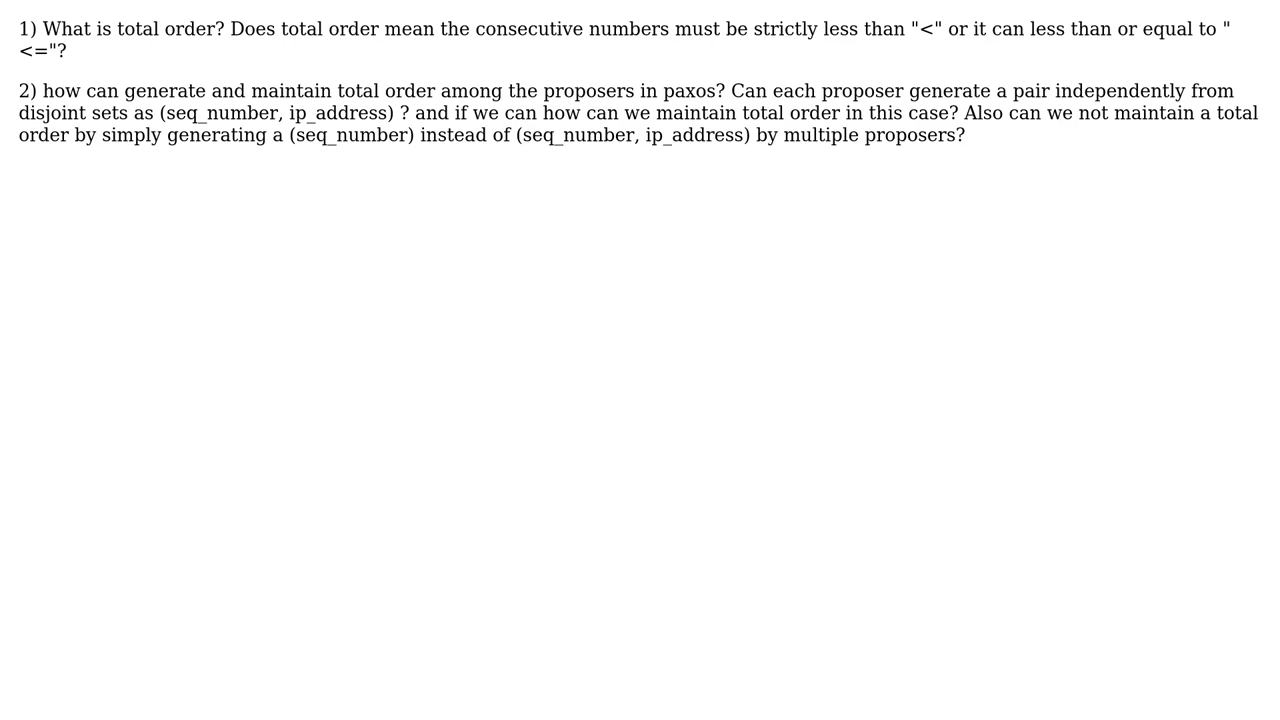 1) What is total order? Does total order mean the consecutive numbers must be strictly less than "<" or it can less than or equal to "
<="?
2) how can generate and maintain total order among the proposers in paxos? Can each proposer generate a pair independently from
disjoint sets as (seq_number, ip_address) ? and if we can how can we maintain total order in this case? Also can we not maintain a total
order by simply generating a (seq_number) instead of (seq_number, ip_address) by multiple proposers?